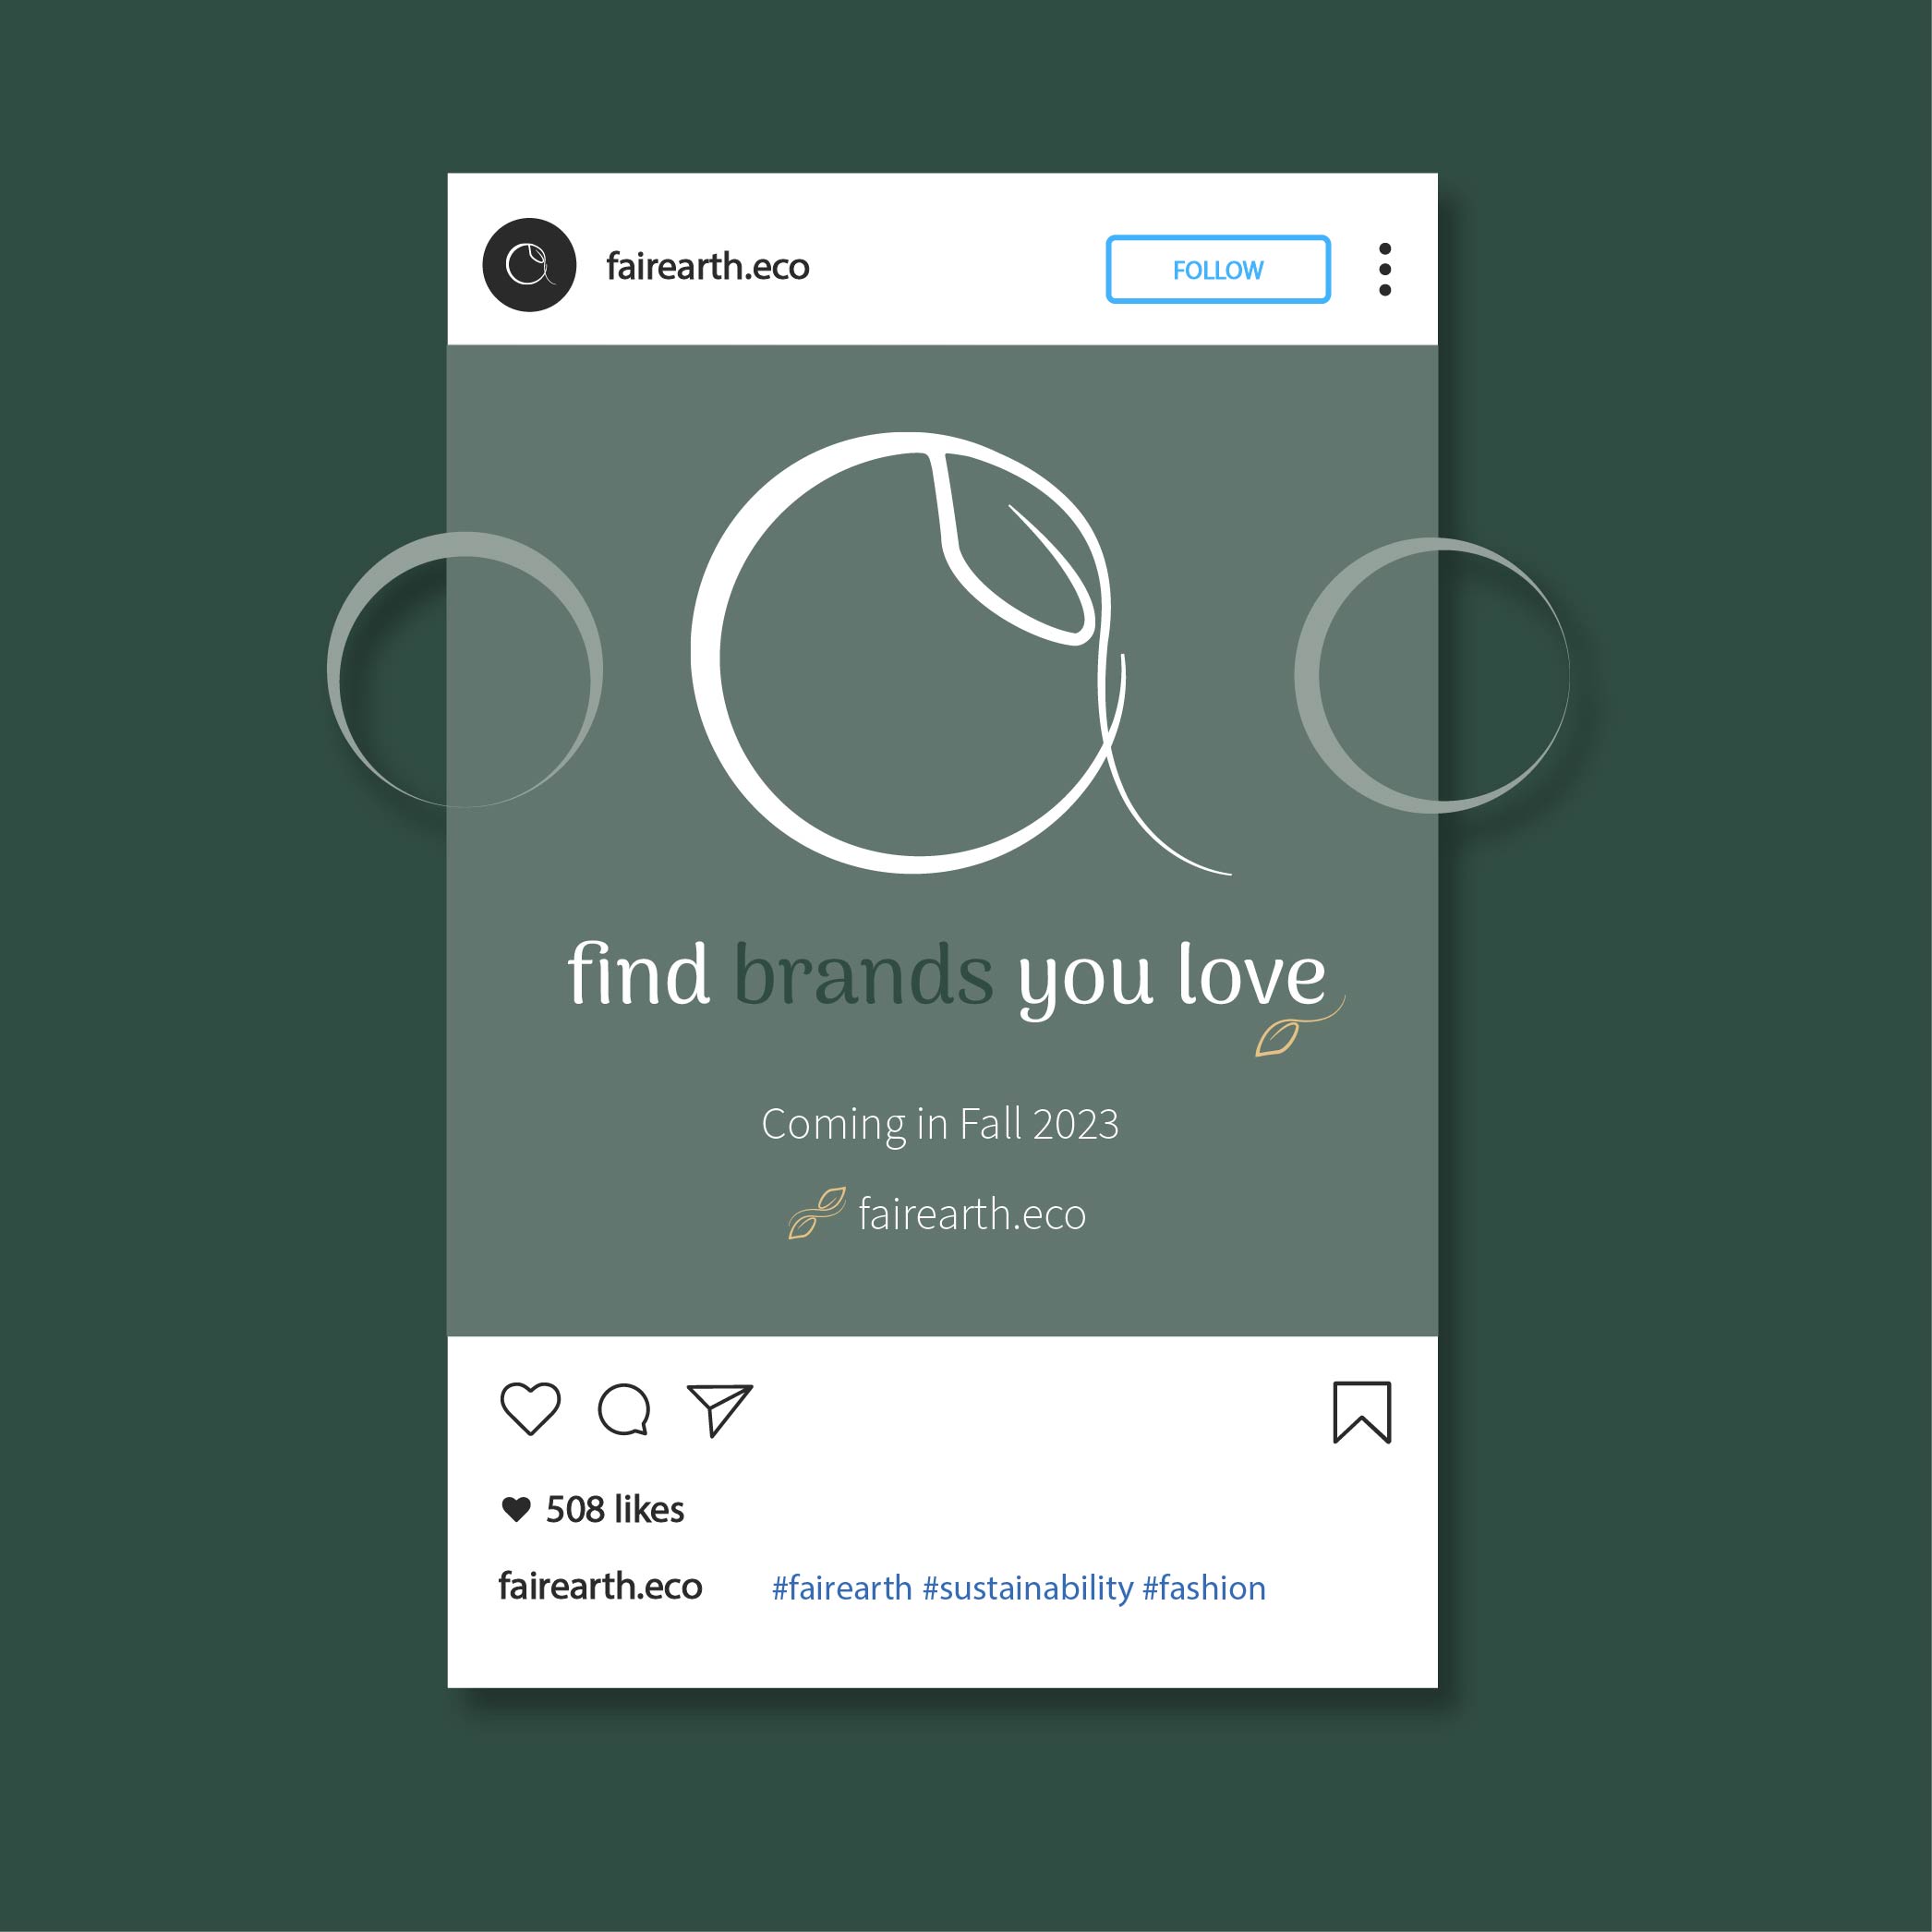 fairearth.eco
FOLLOW
find brands you love
Coming in Fall 2023
fairearth.eco
508 likes
fairearth.eco #fairearth #sustainability #fashion